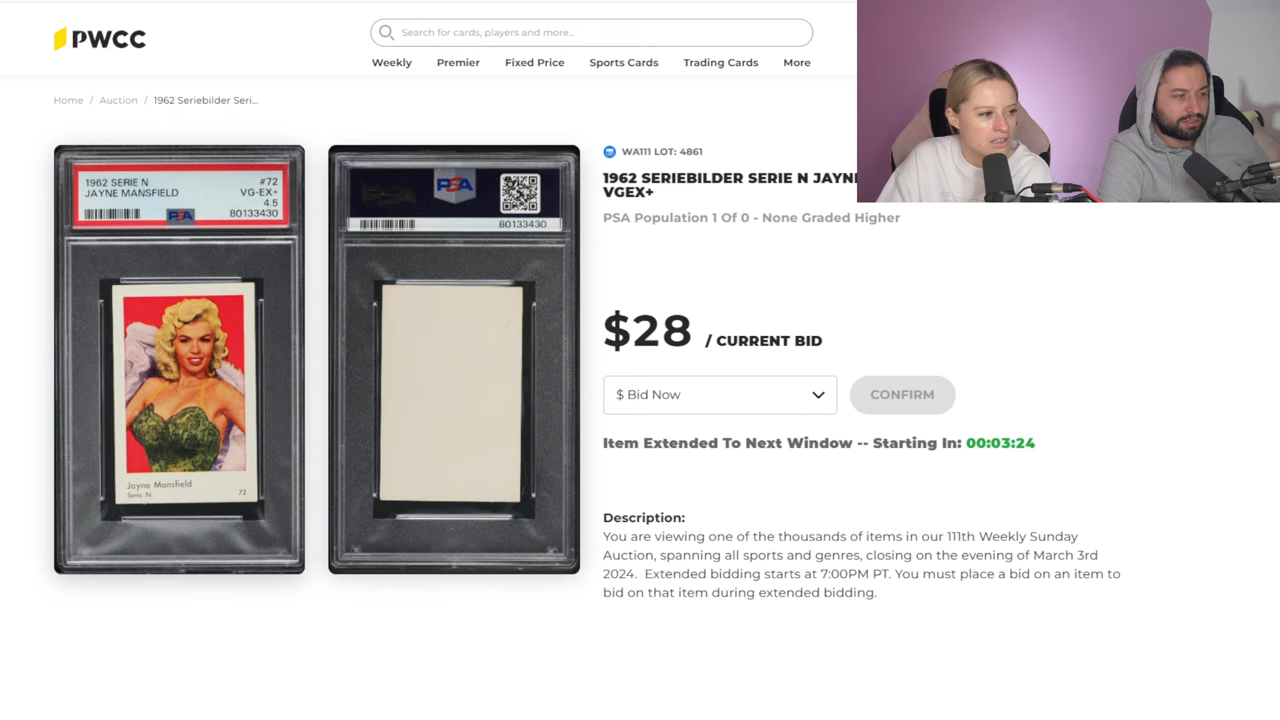 PWCC
Search for cards, players and more...
Weekly Premier Fixed Price Sports Cards Trading Cards More
Home / Auction / 1962 Seriebilder Seri...
1962 SERIE N #72
JAYNE MANSFIELD VG-EX+
4.5
PSA 80133430
Jayne Mansfield
Serie N 72
PSA
80133430
WA111 LOT: 4861
1962 SERIEBILDER SERIE N JAYN
VGEX+
PSA Population 1 Of 0 - None Graded Higher
$28 / CURRENT BID
$ Bid Now
CONFIRM
Item Extended To Next Window -- Starting In: 00:03:24
Description:
You are viewing one of the thousands of items in our 111th Weekly Sunday
Auction, spanning all sports and genres, closing on the evening of March 3rd
2024. Extended bidding starts at 7:00PM PT. You must place a bid on an item to
bid on that item during extended bidding.